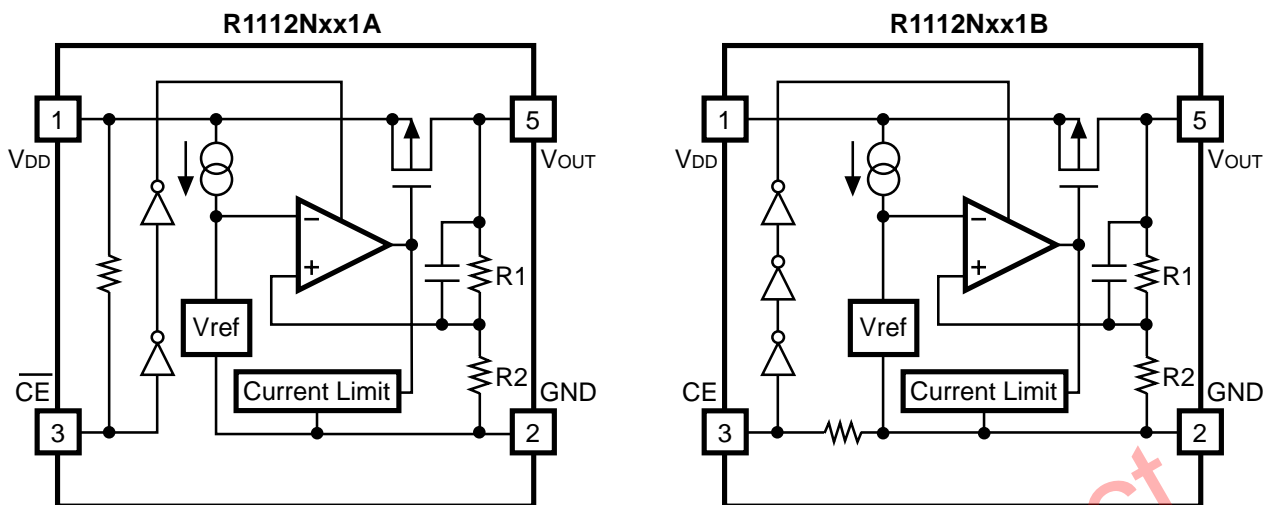 R1112Nxx1A
1
5
VDD
VOUT
−
+
R1
Vref
R2
Current Limit
CE
GND
3
2
R1112Nxx1B
1
5
VDD
VOUT
−
+
R1
Vref
R2
Current Limit
CE
GND
3
2